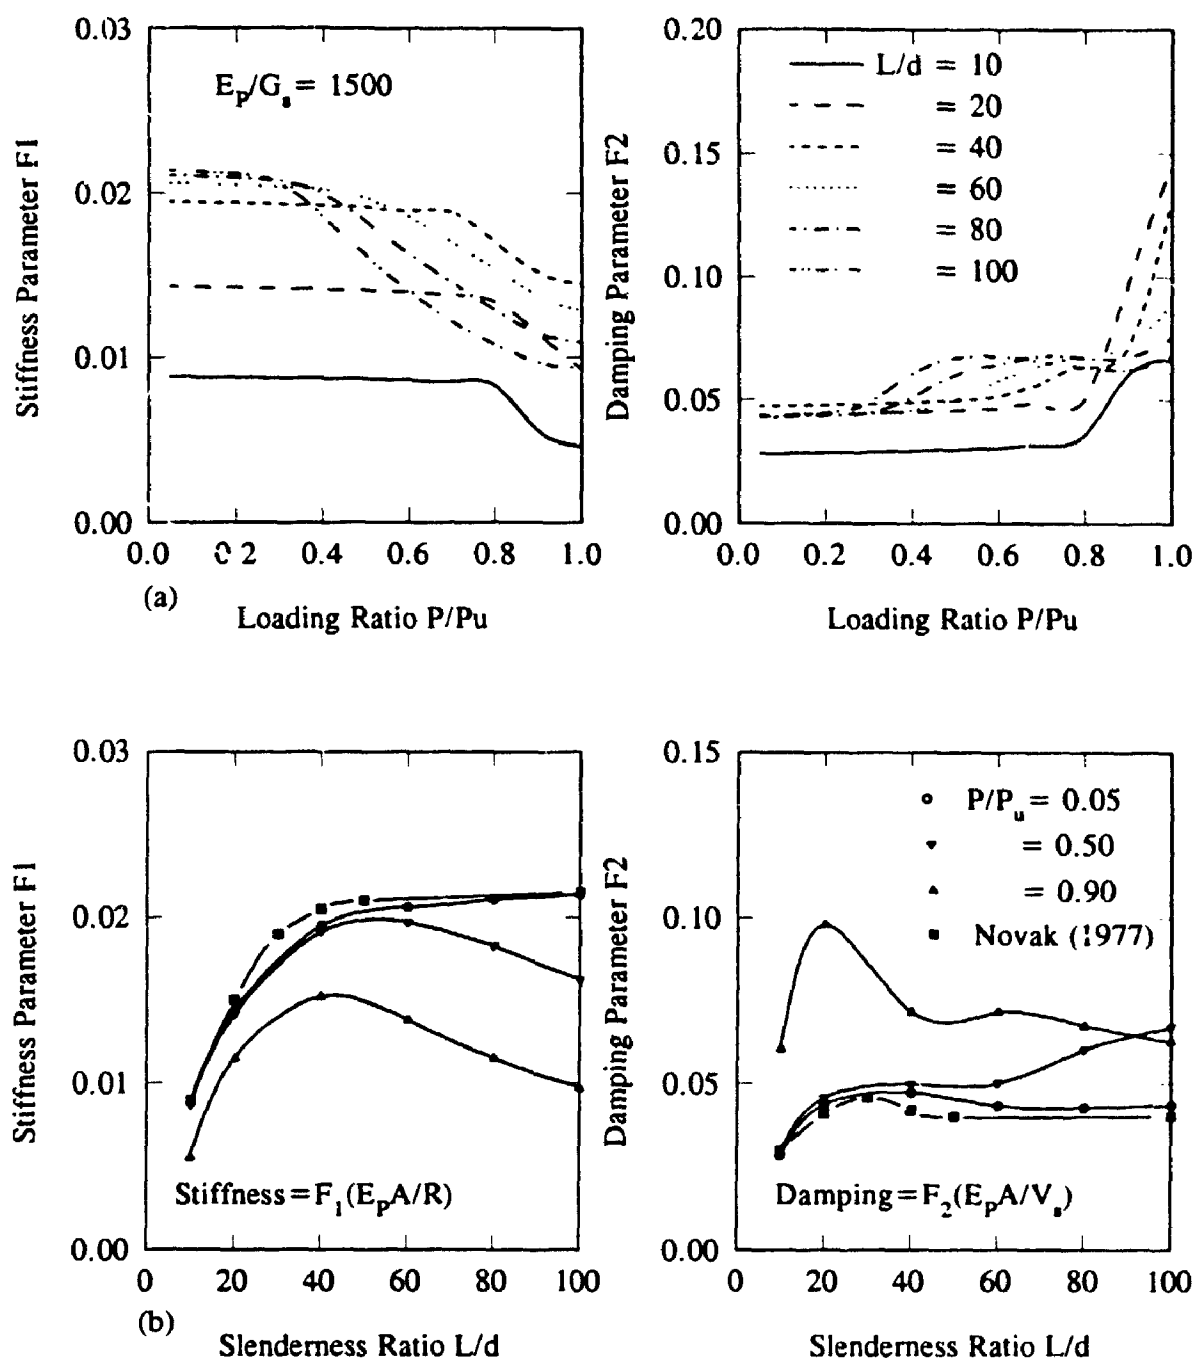 0.03
0.02
0.01
0.00
Stiffness Parameter F1
E_P/G_s = 1500
0.0 0.2 0.4 0.6 0.8 1.0
(a)
Loading Ratio P/Pu
0.20
0.15
0.10
0.05
0.00
Damping Parameter F2
L/d = 10
= 20
= 40
= 60
= 80
= 100
0.0 0.2 0.4 0.6 0.8 1.0
Loading Ratio P/Pu
0.03
0.02
0.01
0.00
Stiffness Parameter F1
Stiffness=F_1(E_PA/R)
0 20 40 60 80 100
(b)
Slenderness Ratio L/d
0.15
0.10
0.05
0.00
Damping Parameter F2
P/P_u = 0.05
= 0.50
= 0.90
Novak (1977)
Damping=F_2(E_PA/V_s)
0 20 40 60 80 100
Slenderness Ratio L/d